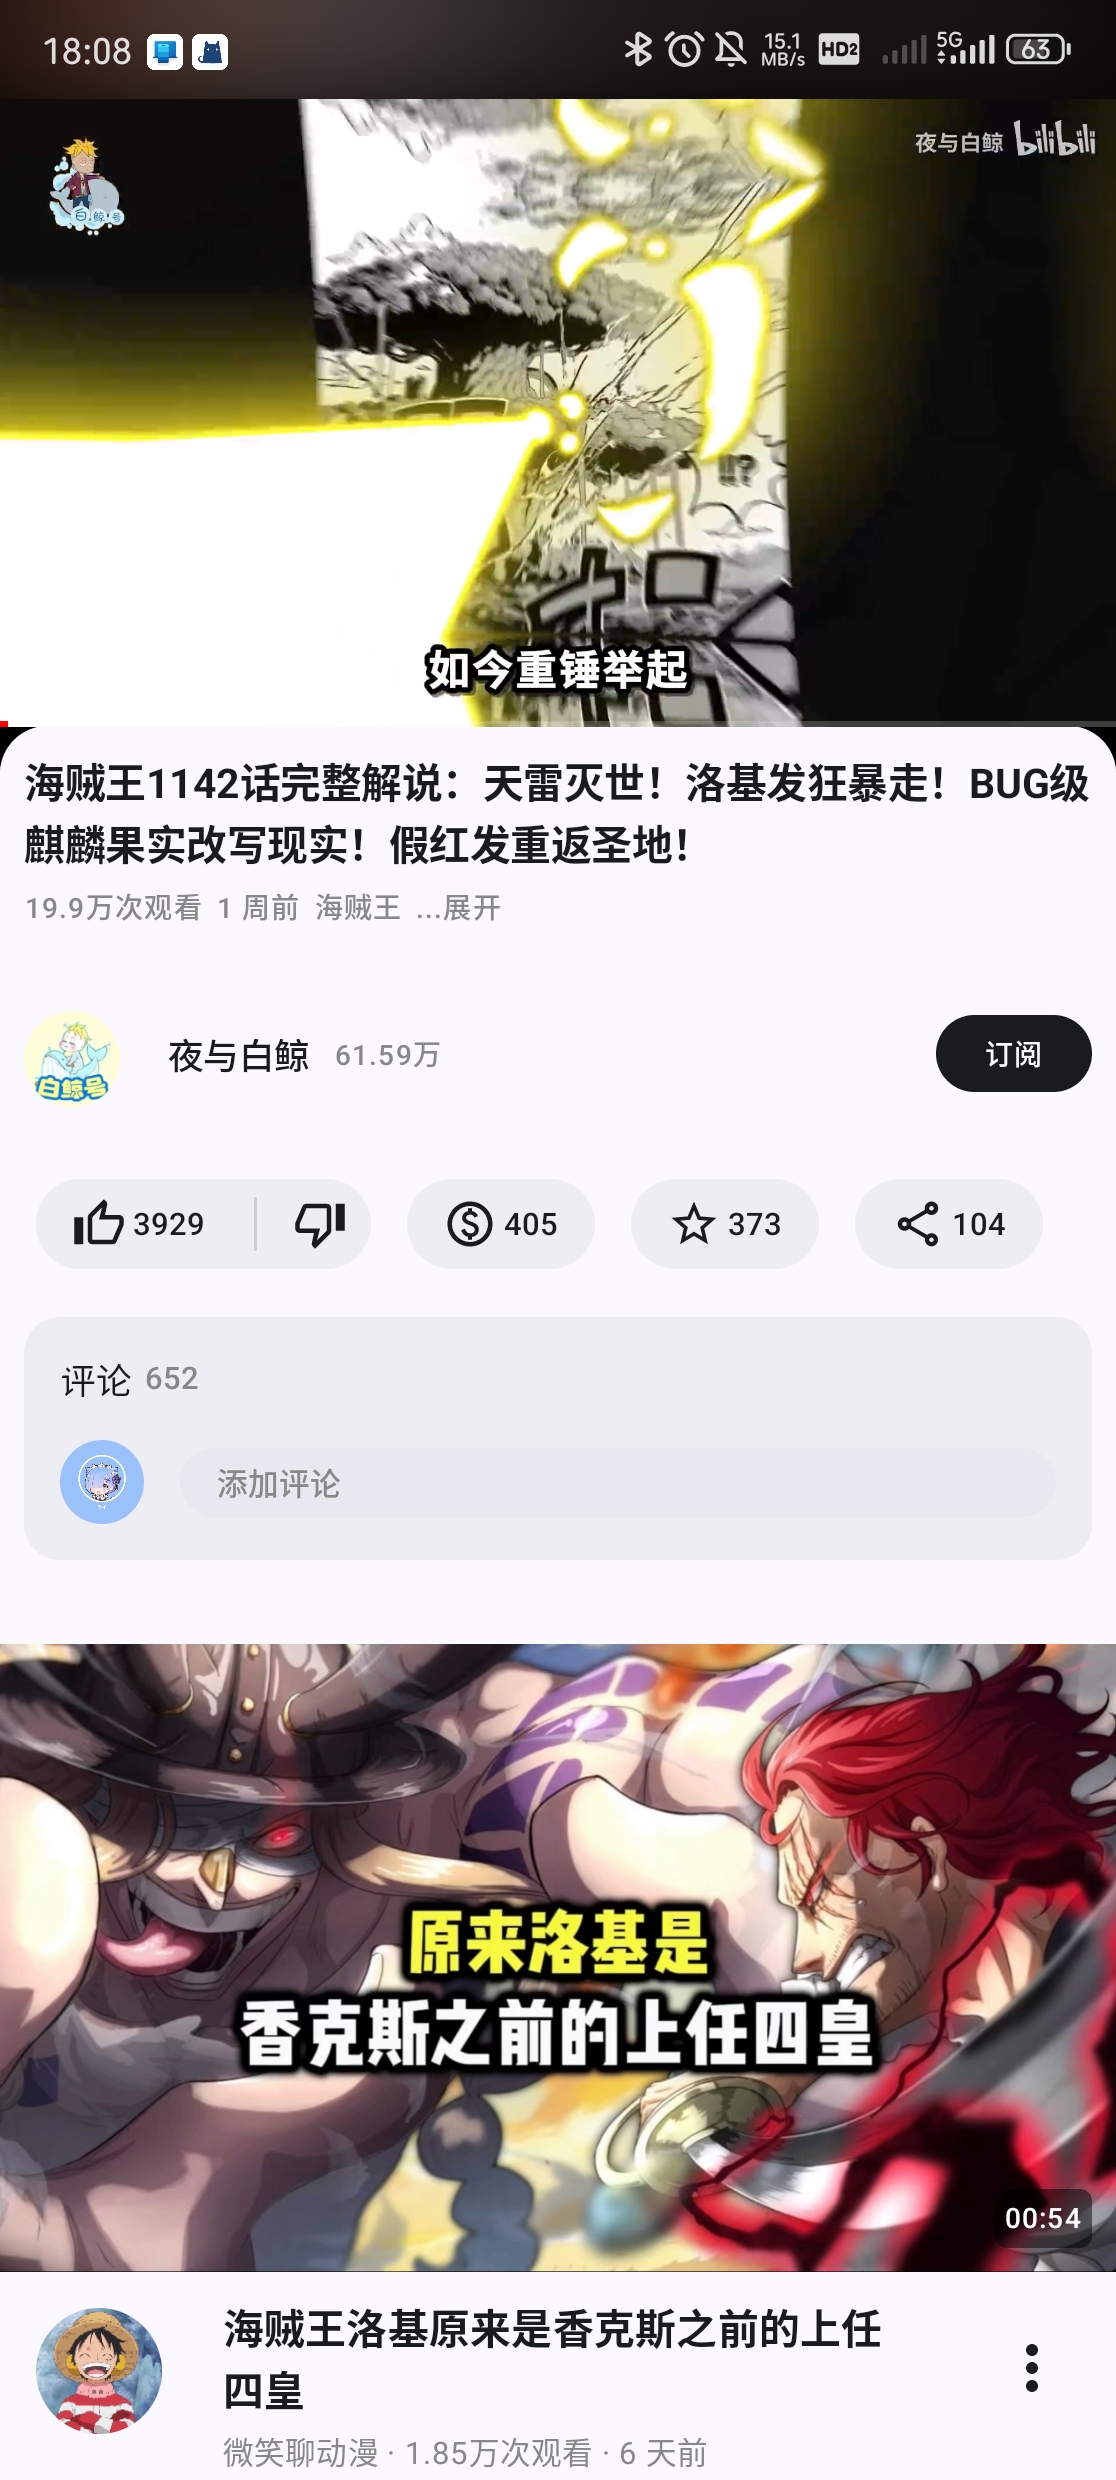 18:08
15.1
MB/s
HD2
5G
63
夜与白鲸 bilibili
白鲸号
!!?
如今重锤举起
海贼王1142话完整解说：天雷灭世！洛基发狂暴走！BUG级
麒麟果实改写现实！假红发重返圣地！
19.9万次观看 1 周前 海贼王 ...展开
白鲸号
夜与白鲸 61.59万
订阅
3929
405
373
104
评论 652
添加评论
原来洛基是
香克斯之前的上任四皇
00:54
海贼王洛基原来是香克斯之前的上任
四皇
微笑聊动漫 · 1.85万次观看 · 6 天前